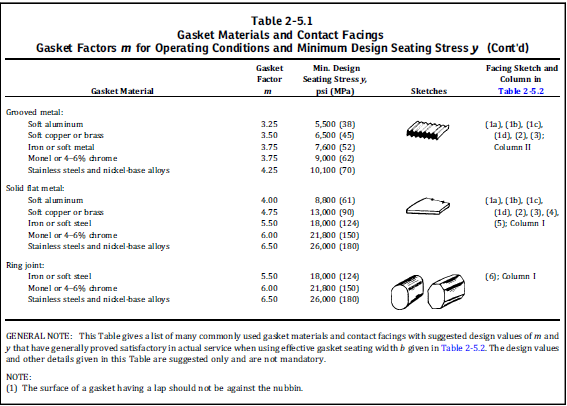 Table 2-5.1
Gasket Materials and Contact Facings
Gasket Factors m for Operating Conditions and Minimum Design Seating Stress y (Cont'd)
Gasket Material
Gasket
Factor
m
Min. Design
Seating Stress y,
psi (MPa)
Sketches
Facing Sketch and
Column in
Table 2-5.2
Grooved metal:
Soft aluminum 3.25 5,500 (38) (1a), (1b), (1c),
Soft copper or brass 3.50 6,500 (45) (1d), (2), (3);
Iron or soft metal 3.75 7,600 (52) Column II
Monel or 4–6% chrome 3.75 9,000 (62)
Stainless steels and nickel-base alloys 4.25 10,100 (70)
Solid flat metal:
Soft aluminum 4.00 8,800 (61) (1a), (1b), (1c),
Soft copper or brass 4.75 13,000 (90) (1d), (2), (3), (4),
Iron or soft steel 5.50 18,000 (124) (5); Column I
Monel or 4–6% chrome 6.00 21,800 (150)
Stainless steels and nickel-base alloys 6.50 26,000 (180)
Ring joint:
Iron or soft steel 5.50 18,000 (124) (6); Column I
Monel or 4–6% chrome 6.00 21,800 (150)
Stainless steels and nickel-base alloys 6.50 26,000 (180)
GENERAL NOTE: This Table gives a list of many commonly used gasket materials and contact facings with suggested design values of m and
y that have generally proved satisfactory in actual service when using effective gasket seating width b given in Table 2-5.2. The design values
and other details given in this Table are suggested only and are not mandatory.
NOTE:
(1) The surface of a gasket having a lap should not be against the nubbin.